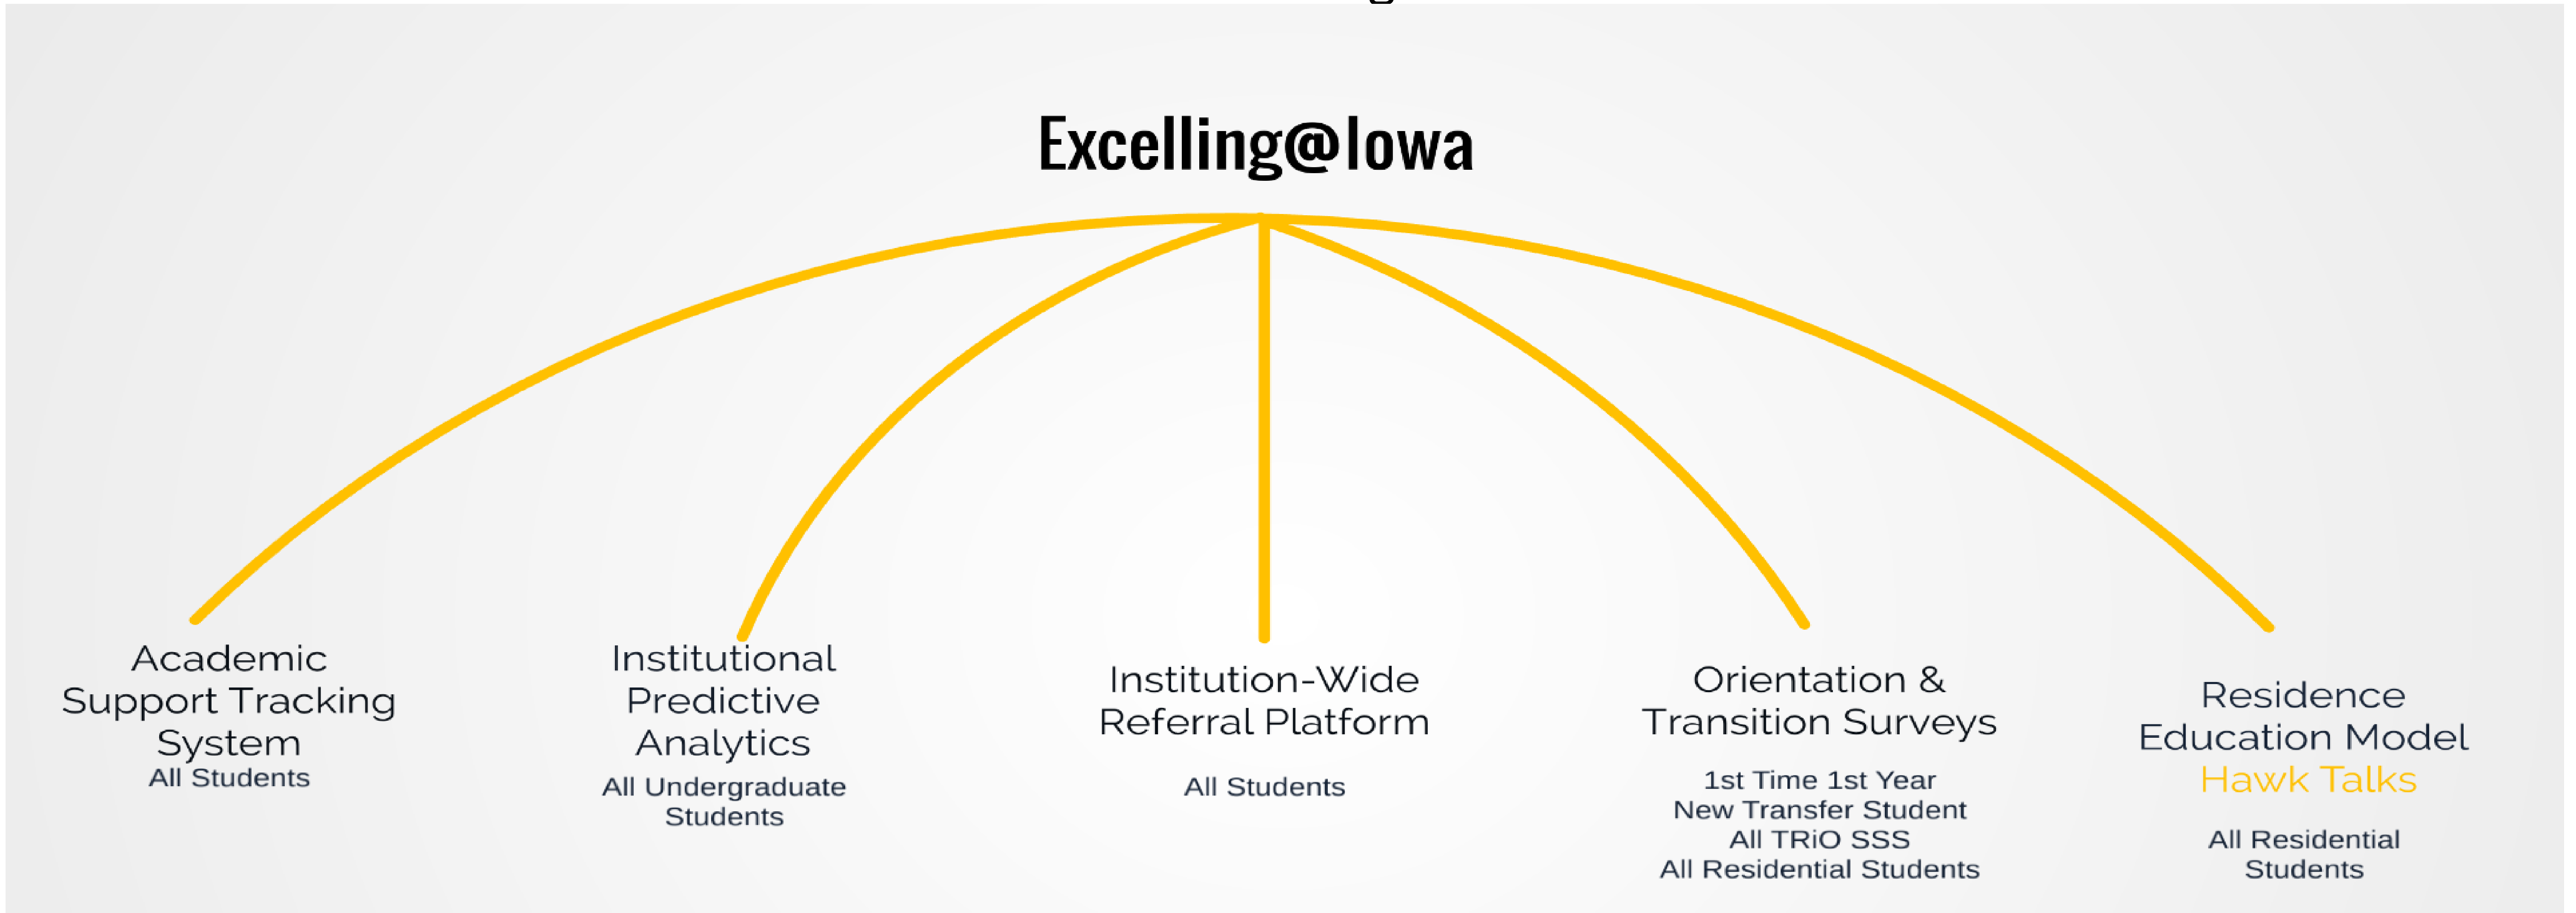 Excelling@Iowa
Academic
Support Tracking
System
All Students
Institutional
Predictive
Analytics
All Undergraduate
Students
Institution-Wide
Referral Platform
All Students
Orientation &
Transition Surveys
1st Time 1st Year
New Transfer Student
All TRiO SSS
All Residential Students
Residence
Education Model
Hawk Talks
All Residential
Students